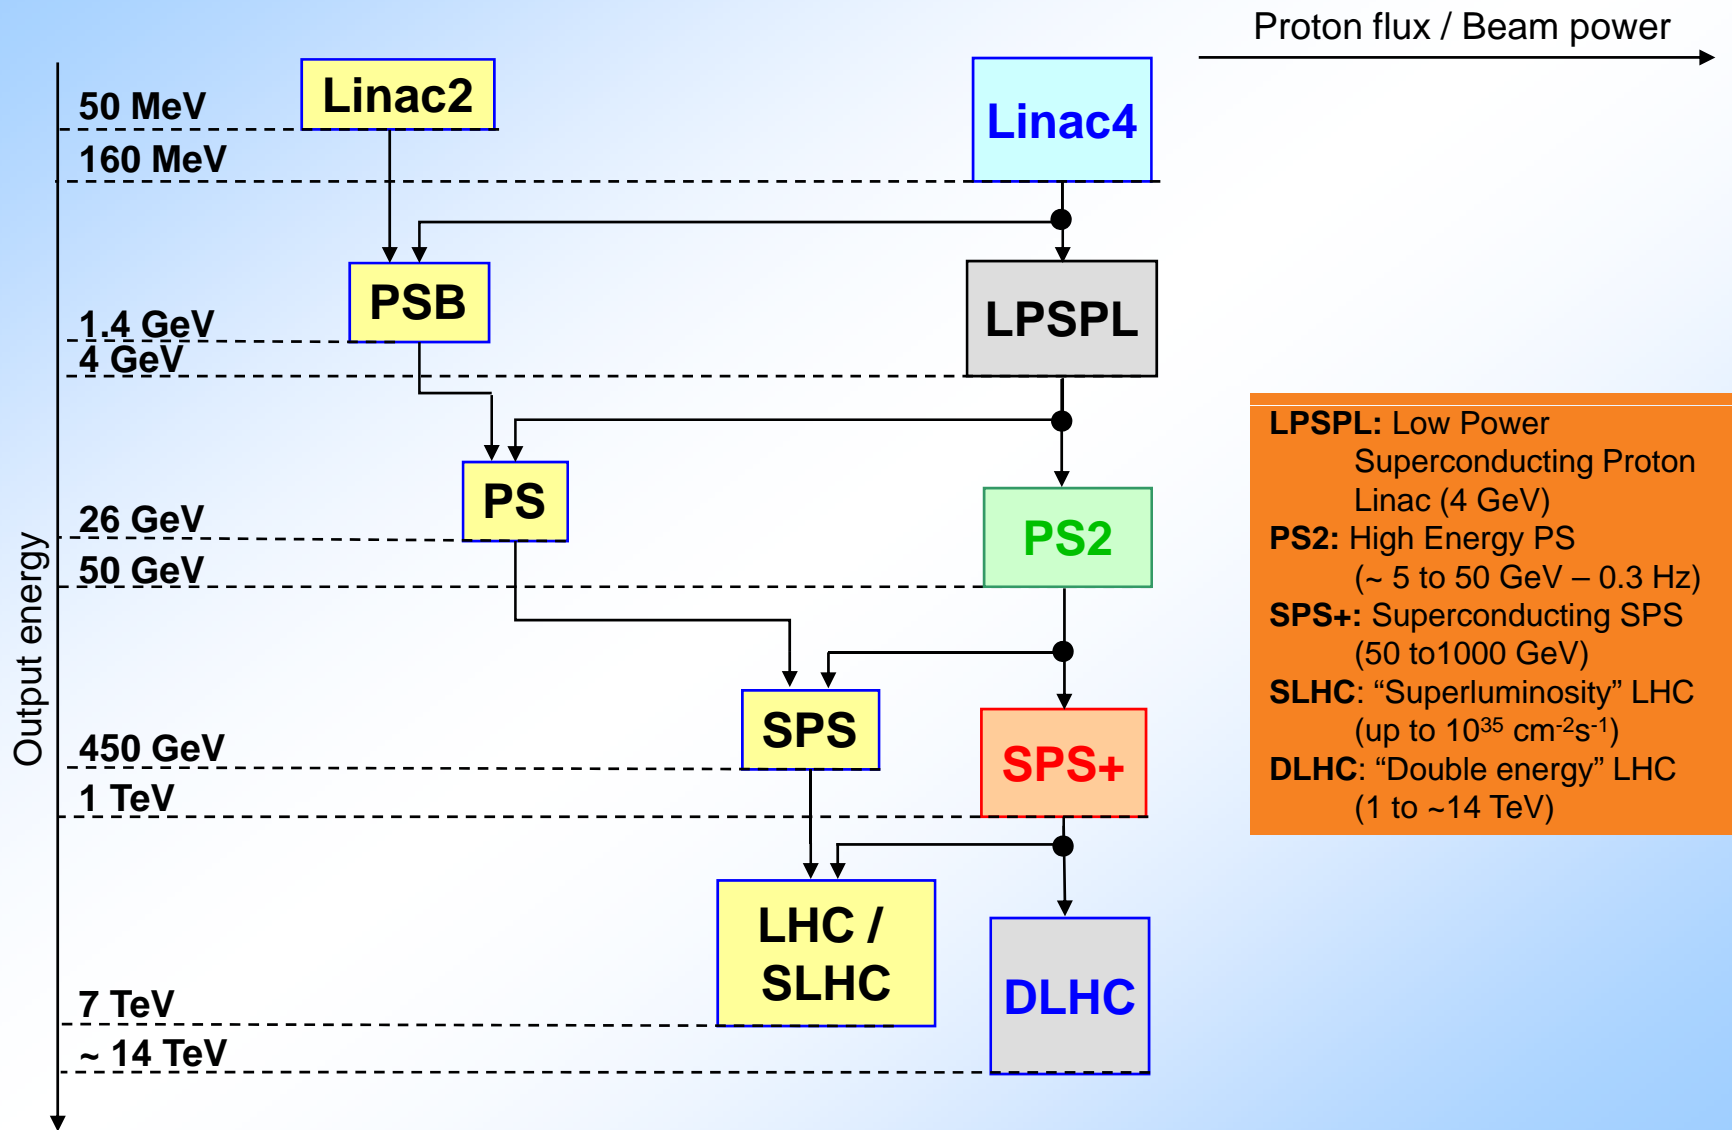 Proton flux / Beam power
Linac2
Linac4
50 MeV
160 MeV
PSB
LPSPL
1.4 GeV
4 GeV
PS
PS2
26 GeV
50 GeV
Output energy
SPS
SPS+
450 GeV
1 TeV
LHC /
SLHC
DLHC
7 TeV
~ 14 TeV
LPSPL: Low Power
Superconducting Proton
Linac (4 GeV)
PS2: High Energy PS
(~ 5 to 50 GeV – 0.3 Hz)
SPS+: Superconducting SPS
(50 to1000 GeV)
SLHC: “Superluminosity” LHC
(up to 10³⁵ cm⁻²s⁻¹)
DLHC: “Double energy” LHC
(1 to ~14 TeV)